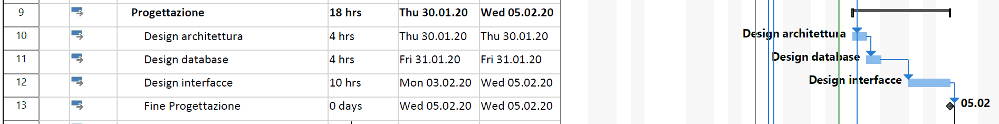 9 Progettazione 18 hrs Thu 30.01.20 Wed 05.02.20
10 Design architettura 4 hrs Thu 30.01.20 Thu 30.01.20 Design architettura
11 Design database 4 hrs Fri 31.01.20 Fri 31.01.20 Design database
12 Design interfacce 10 hrs Mon 03.02.20 Wed 05.02.20 Design interfacce
13 Fine Progettazione 0 days Wed 05.02.20 Wed 05.02.20 05.02